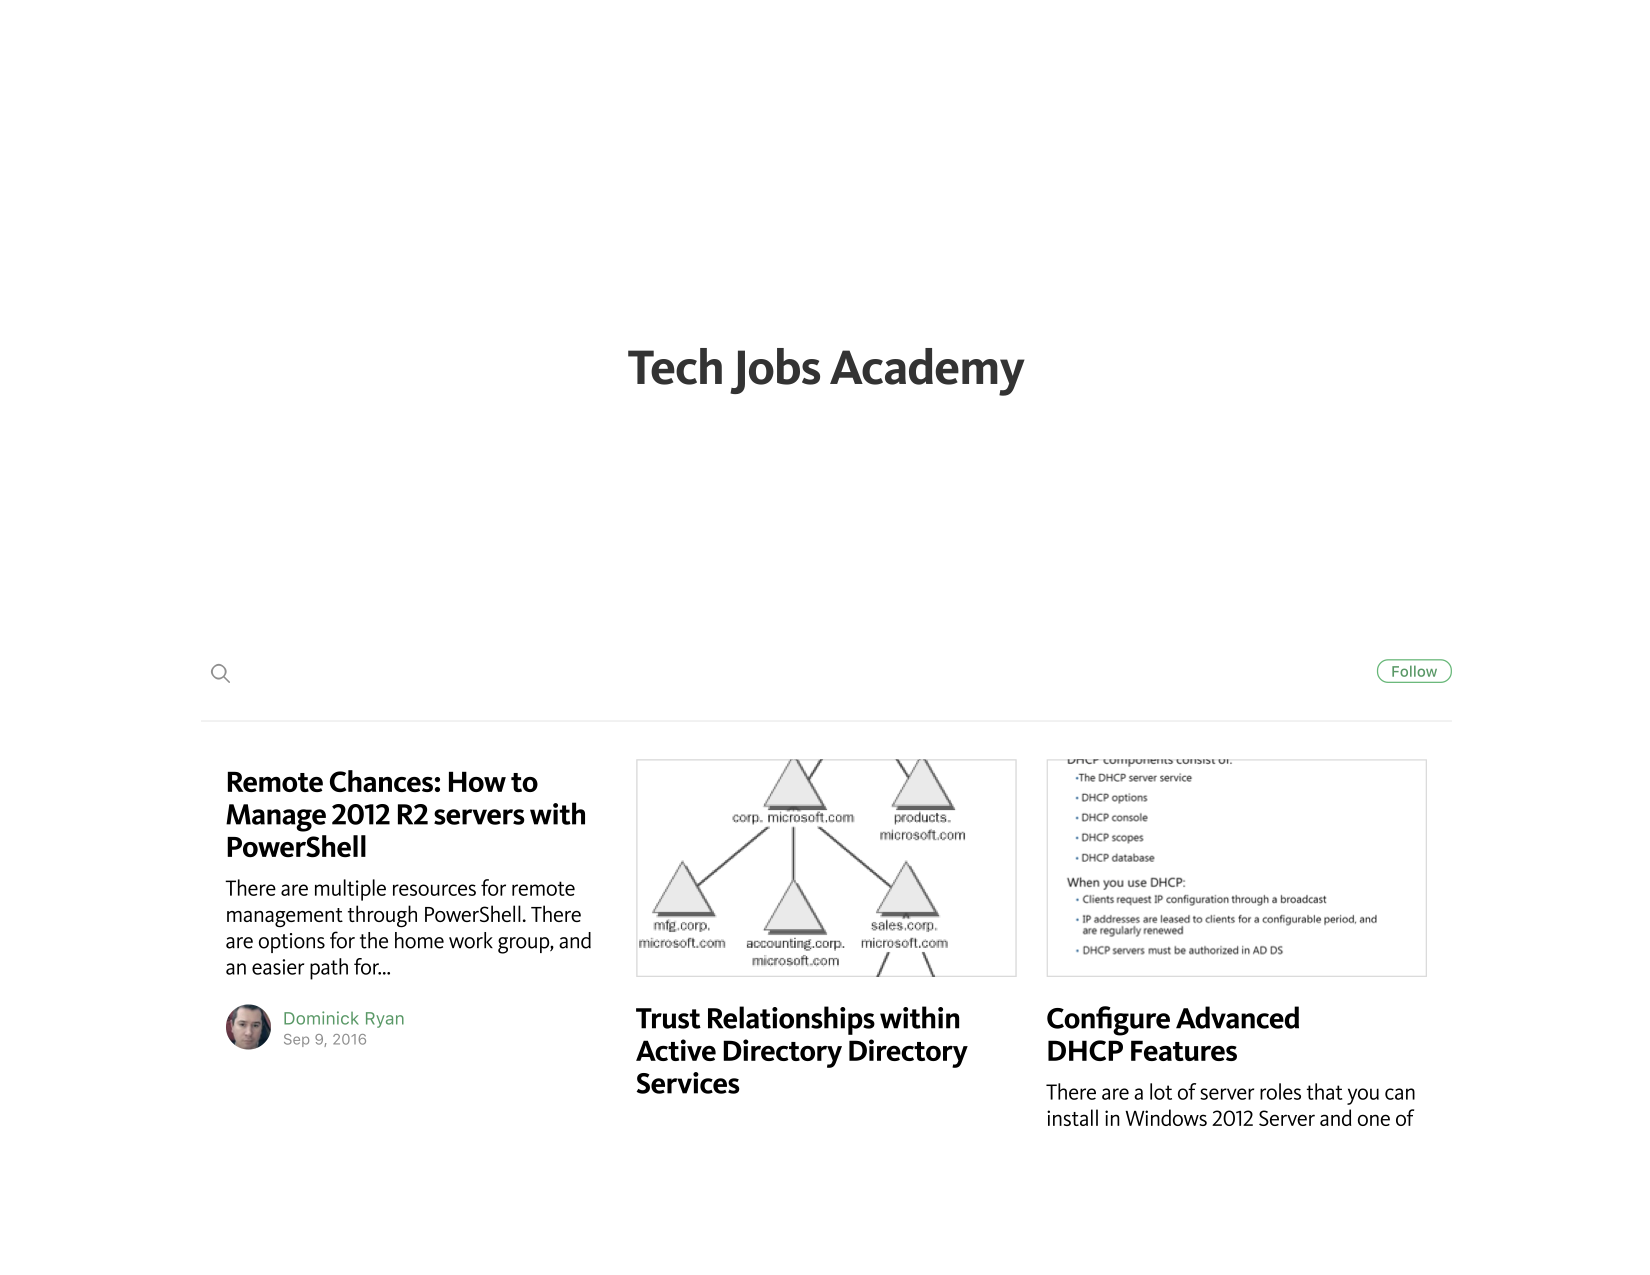 Tech Jobs Academy
Follow
Remote Chances: How to
Manage 2012 R2 servers with
PowerShell
There are multiple resources for remote
management through PowerShell. There
are options for the home work group, and
an easier path for...
Dominick Ryan
Sep 9, 2016
corp. microsoft.com
products.
microsoft.com
mfg.corp.
microsoft.com
accounting.corp.
microsoft.com
sales.corp.
microsoft.com
Trust Relationships within
Active Directory Directory
Services
DHCP components consist of:
•The DHCP server service
• DHCP options
• DHCP console
• DHCP scopes
• DHCP database
When you use DHCP:
• Clients request IP configuration through a broadcast
• IP addresses are leased to clients for a configurable period, and
are regularly renewed
• DHCP servers must be authorized in AD DS
Configure Advanced
DHCP Features
There are a lot of server roles that you can
install in Windows 2012 Server and one of